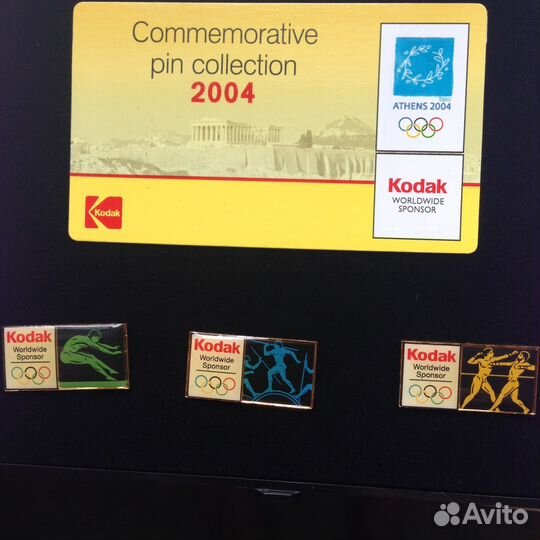 Commemorative
pin collection
2004
ATHENS 2004
Kodak
Kodak
WORLDWIDE
SPONSOR
Kodak
Worldwide
Sponsor
Kodak
Worldwide
Sponsor
Kodak
Worldwide
Sponsor
Avito